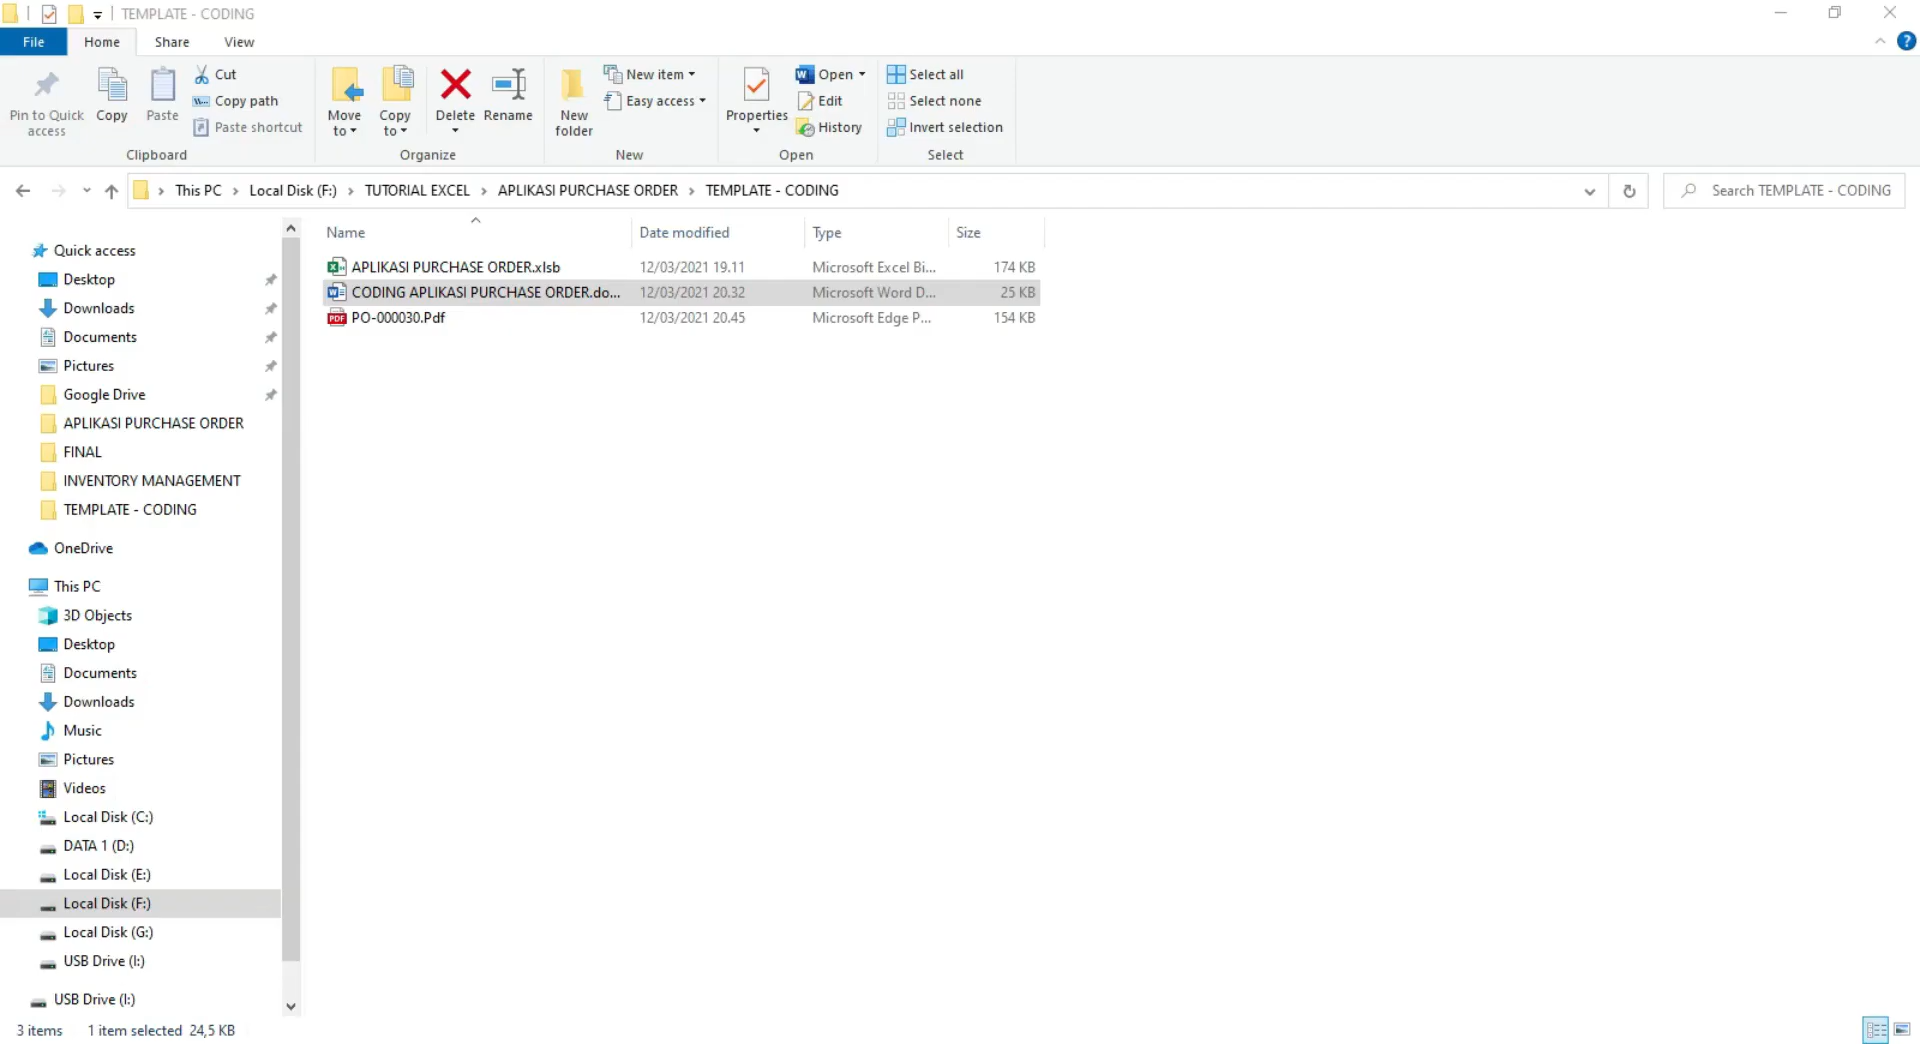 TEMPLATE - CODING
File Home Share View
Pin to Quick access
Copy
Paste
Cut
Copy path
Paste shortcut
Clipboard
Move to
Copy to
Delete
Rename
Organize
New folder
New item
Easy access
New
Properties
Open
Edit
History
Open
Select all
Select none
Invert selection
Select
This PC > Local Disk (F:) > TUTORIAL EXCEL > APLIKASI PURCHASE ORDER > TEMPLATE - CODING
Search TEMPLATE - CODING
Quick access
Desktop
Downloads
Documents
Pictures
Google Drive
APLIKASI PURCHASE ORDER
FINAL
INVENTORY MANAGEMENT
TEMPLATE - CODING
OneDrive
This PC
3D Objects
Desktop
Documents
Downloads
Music
Pictures
Videos
Local Disk (C:)
DATA 1 (D:)
Local Disk (E:)
Local Disk (F:)
Local Disk (G:)
USB Drive (I:)
USB Drive (I:)
Name Date modified Type Size
APLIKASI PURCHASE ORDER.xlsb 12/03/2021 19.11 Microsoft Excel Bi... 174 KB
CODING APLIKASI PURCHASE ORDER.do... 12/03/2021 20.32 Microsoft Word D... 25 KB
PDF PO-000030.Pdf 12/03/2021 20.45 Microsoft Edge P... 154 KB
3 items 1 item selected 24,5 KB